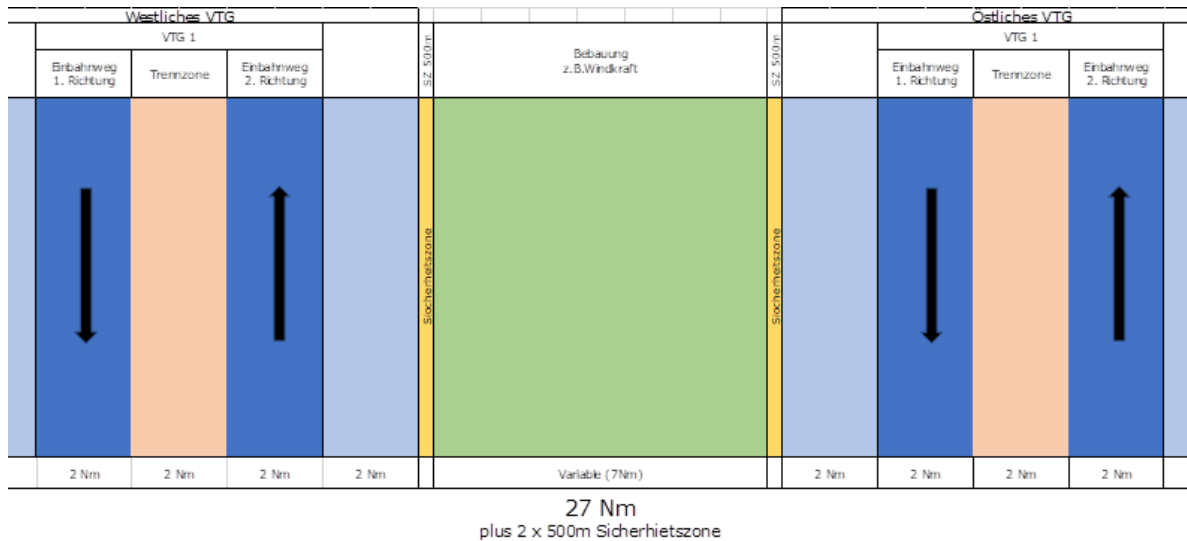 Westliches VTG
Östliches VTG
VTG 1
SZ 500m
Bebauung
z.B.Windkraft
SZ 500m
VTG 1
Einbahnweg
1. Richtung
Trennzone
Einbahnweg
2. Richtung
Einbahnweg
1. Richtung
Trennzone
Einbahnweg
2. Richtung
Siocherheitszone
Siocherheitszone
2 Nm
2 Nm
2 Nm
2 Nm
Variable (7Nm)
2 Nm
2 Nm
2 Nm
2 Nm
27 Nm
plus 2 x 500m Sicherhietszone